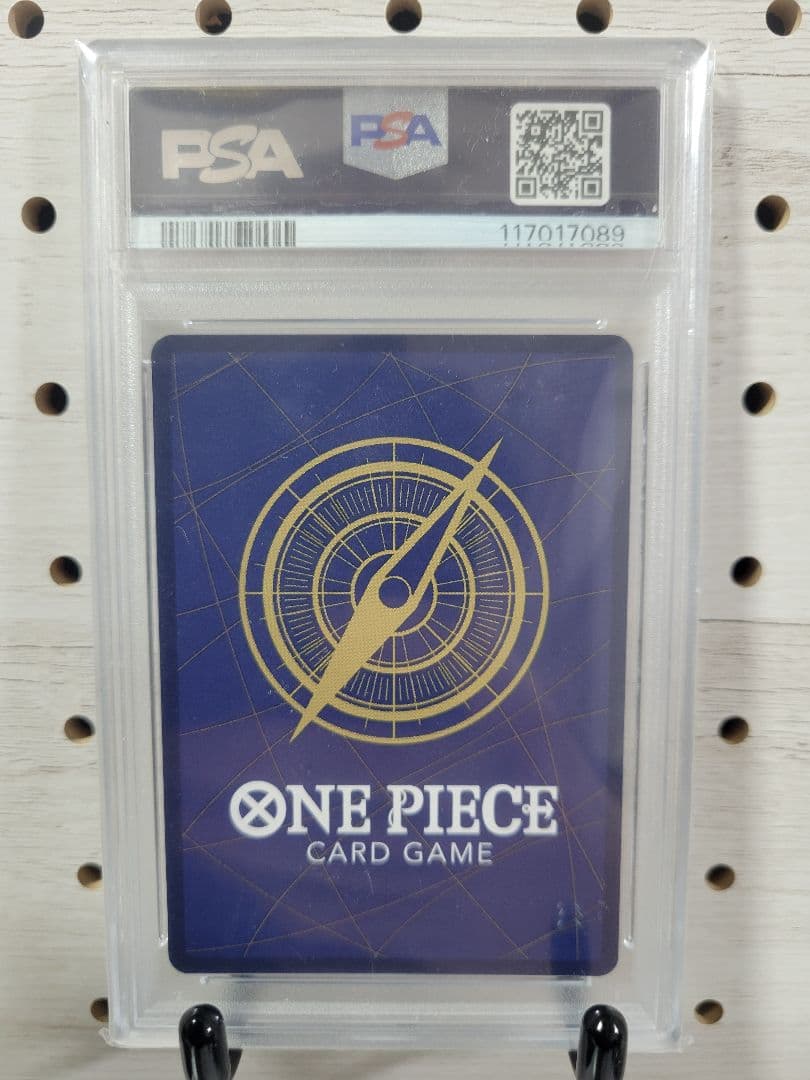 PSA
PSA
117017089
ONE PIECE
CARD GAME